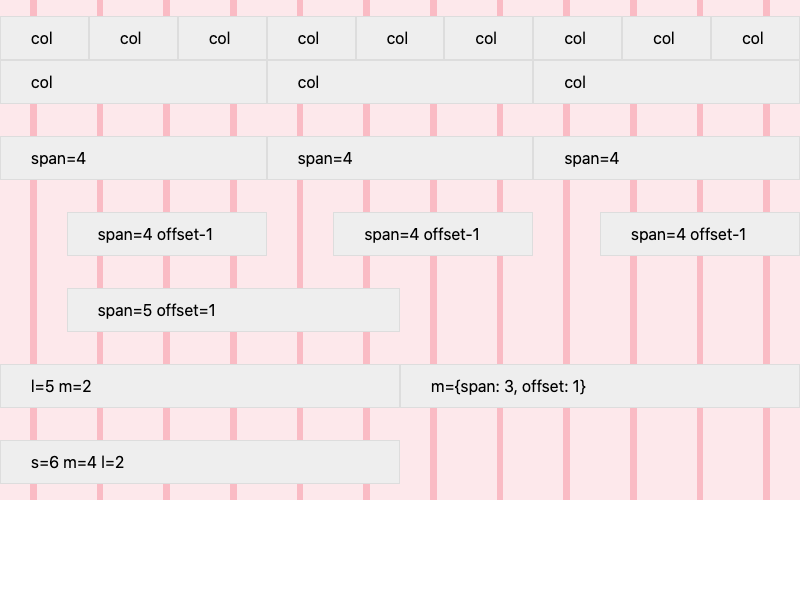 col col col col col col col col col
col col col
span=4 span=4 span=4
span=4 offset-1 span=4 offset-1 span=4 offset-1
span=5 offset=1
l=5 m=2 m={span: 3, offset: 1}
s=6 m=4 l=2